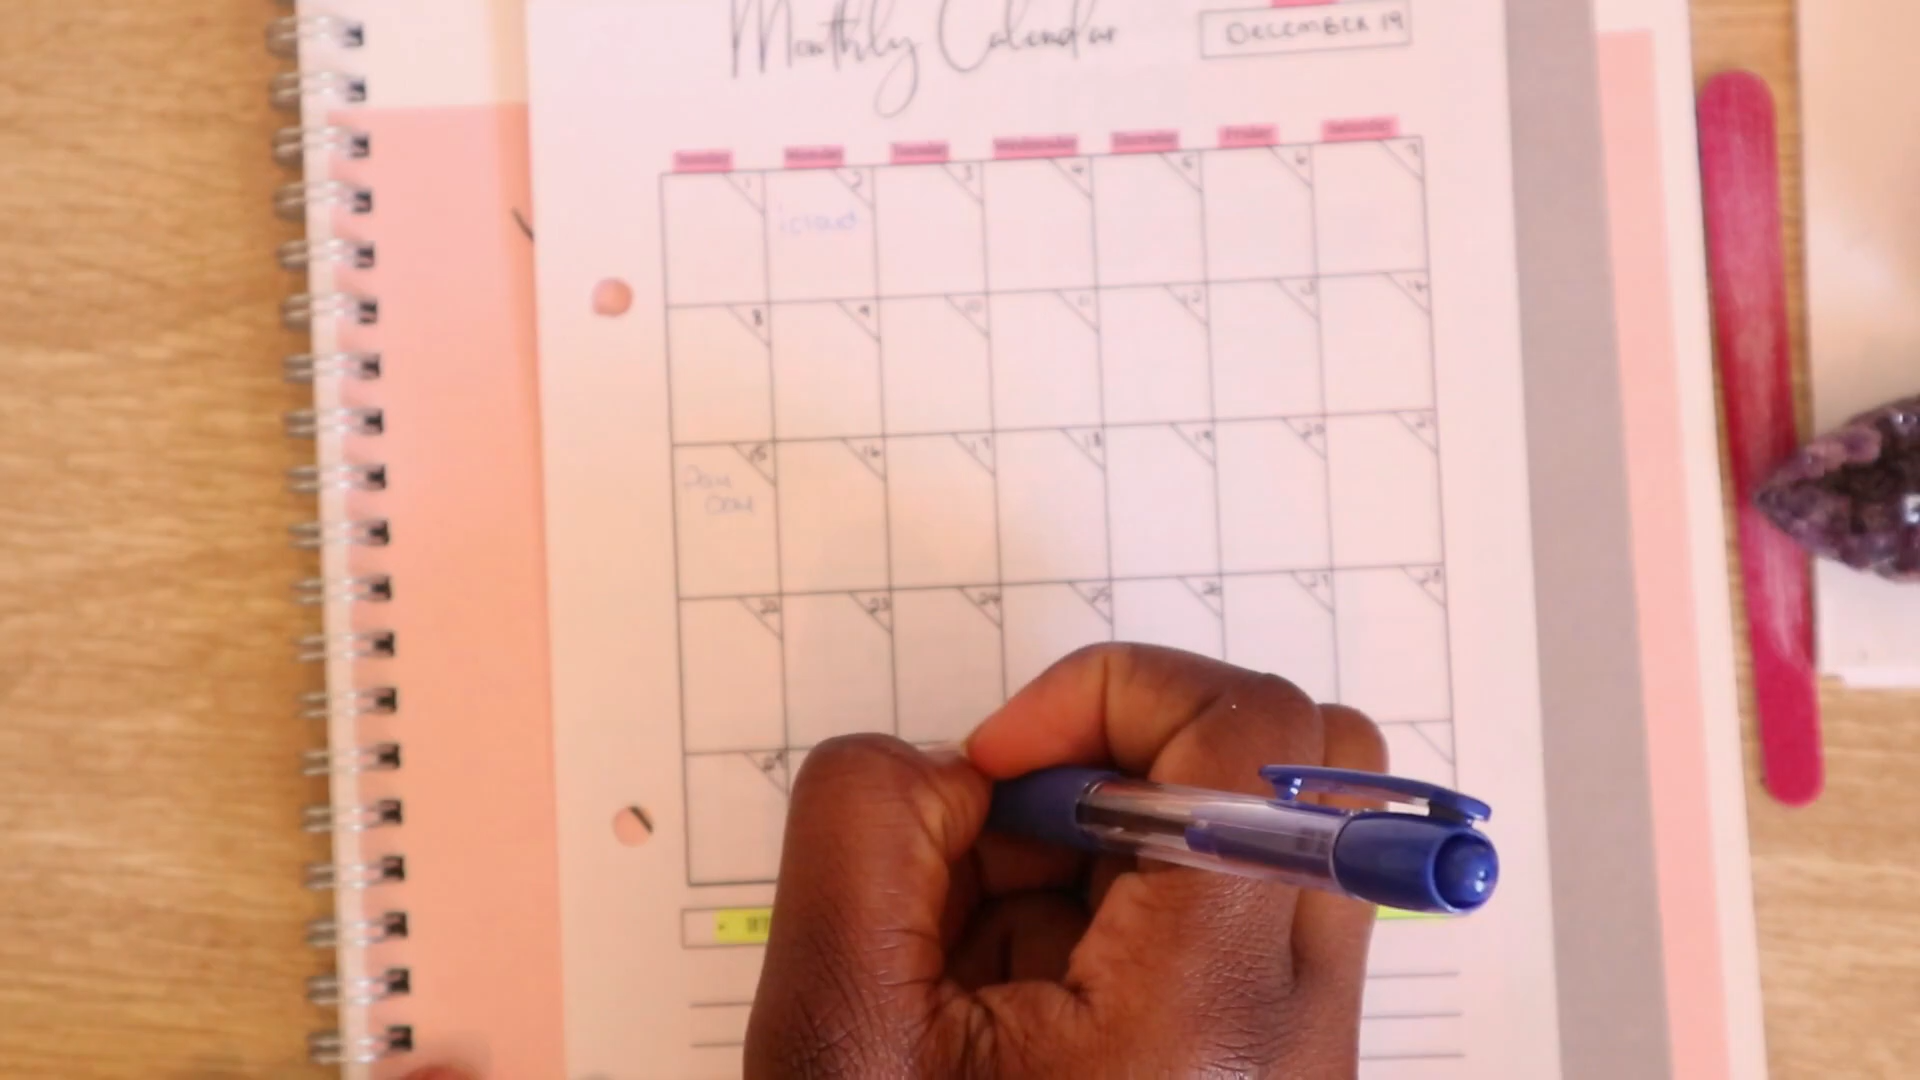 Monthly Calendar
December 19
Sunday Monday Tuesday Wednesday Thursday Friday Saturday
1 2 3 4 5 6 7
icloud
8 9 10 11 12 13 14
15 16 17 18 19 20 21
Pay
Day
22 23 24 25 26 27 28
29